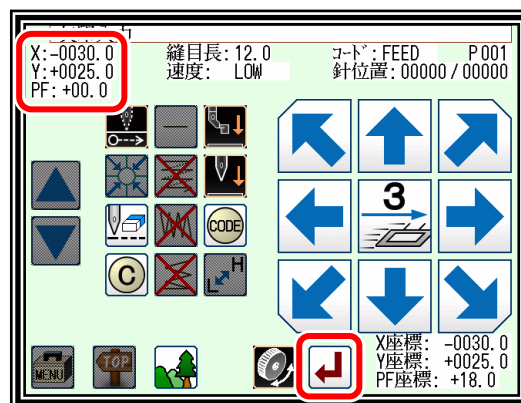 X:-0030.0
Y:+0025.0
PF:+00.0
縫目長:12.0
速度: LOW
コード:FEED P001
針位置:00000/00000
3
CODE
C
L H
MENU
TOP
X座標: -0030.0
Y座標: +0025.0
PF座標: +18.0